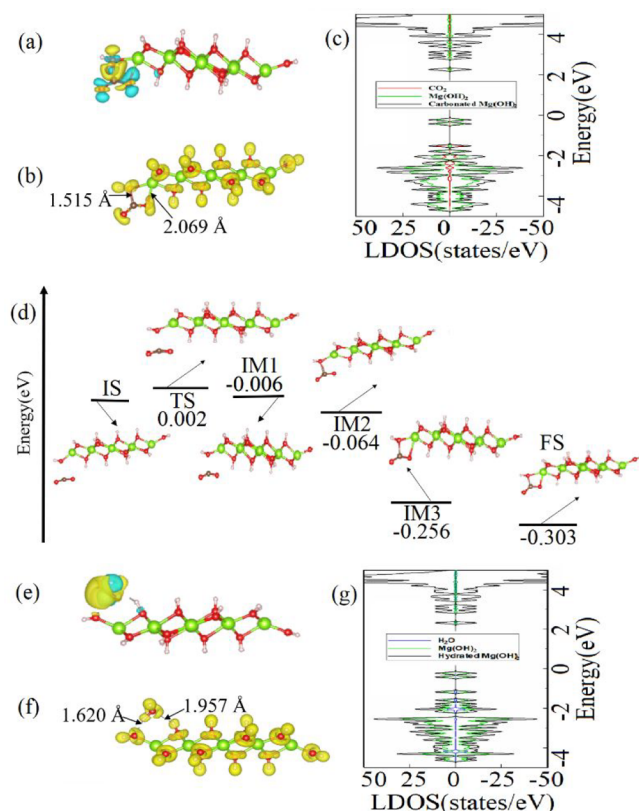 (a)
(b)
1.515 Å
2.069 Å
(c)
CO2
Mg(OH)2
Carbonated Mg(OH)2
4
2
0
-2
-4
Energy(eV)
50 25 0 -25 -50
LDOS(states/eV)
(d)
Energy(eV)
IS
TS
0.002
IM1
-0.006
IM2
-0.064
IM3
-0.256
FS
-0.303
(e)
(f)
1.620 Å
1.957 Å
(g)
H2O
Mg(OH)2
Hydrated Mg(OH)2
4
2
0
-2
-4
Energy(eV)
50 25 0 -25 -50
LDOS(states/eV)